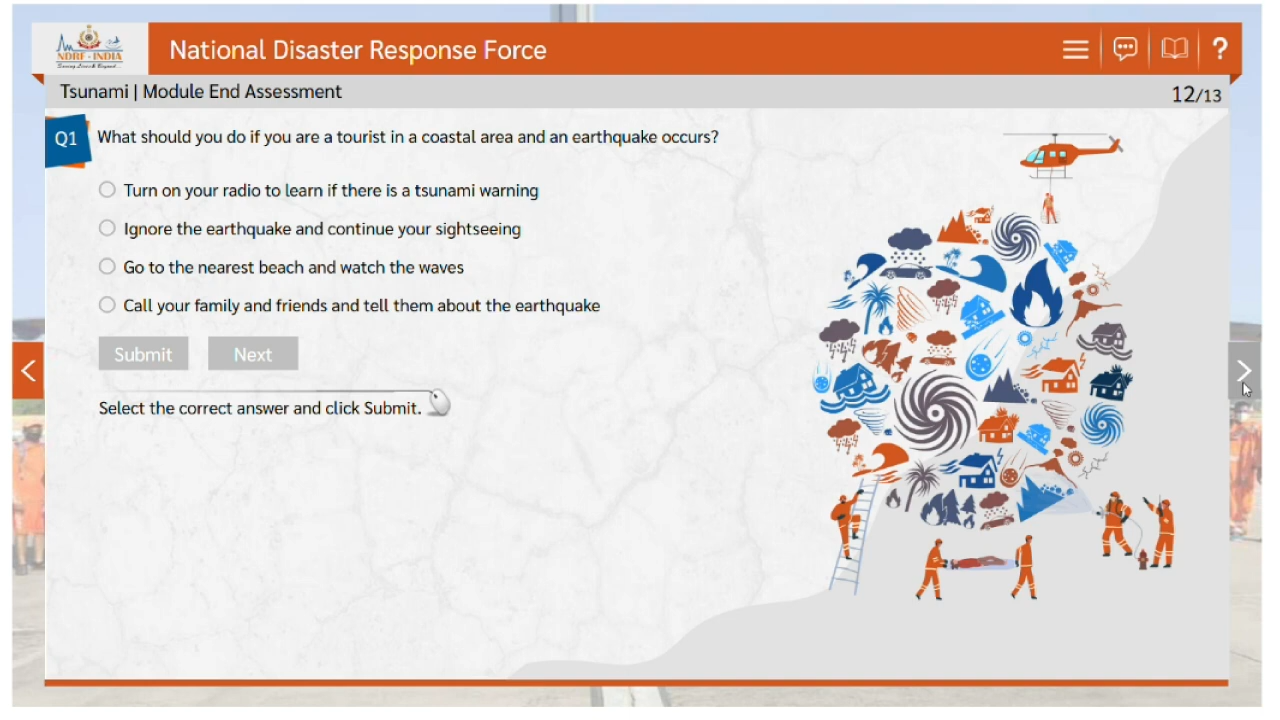 NDRF - INDIA
National Disaster Response Force
?
Tsunami | Module End Assessment
12/13
Q1 What should you do if you are a tourist in a coastal area and an earthquake occurs?
Turn on your radio to learn if there is a tsunami warning
Ignore the earthquake and continue your sightseeing
Go to the nearest beach and watch the waves
Call your family and friends and tell them about the earthquake
Submit Next
Select the correct answer and click Submit.